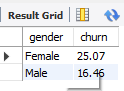 Result Grid
gender churn
Female 25.07
Male 16.46